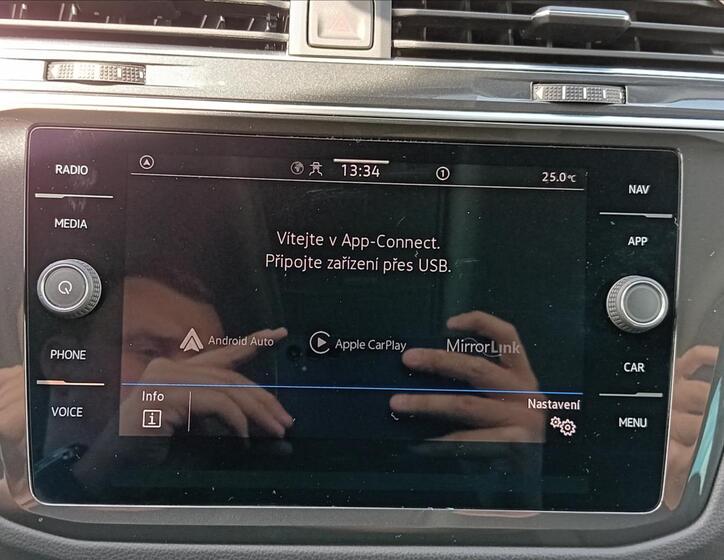 RADIO
MEDIA
PHONE
VOICE
13:34
1
25.0°C
Vítejte v App-Connect.
Připojte zařízení přes USB.
Android Auto
Apple CarPlay
MirrorLink
Info
i
Nastavení
NAV
APP
CAR
MENU